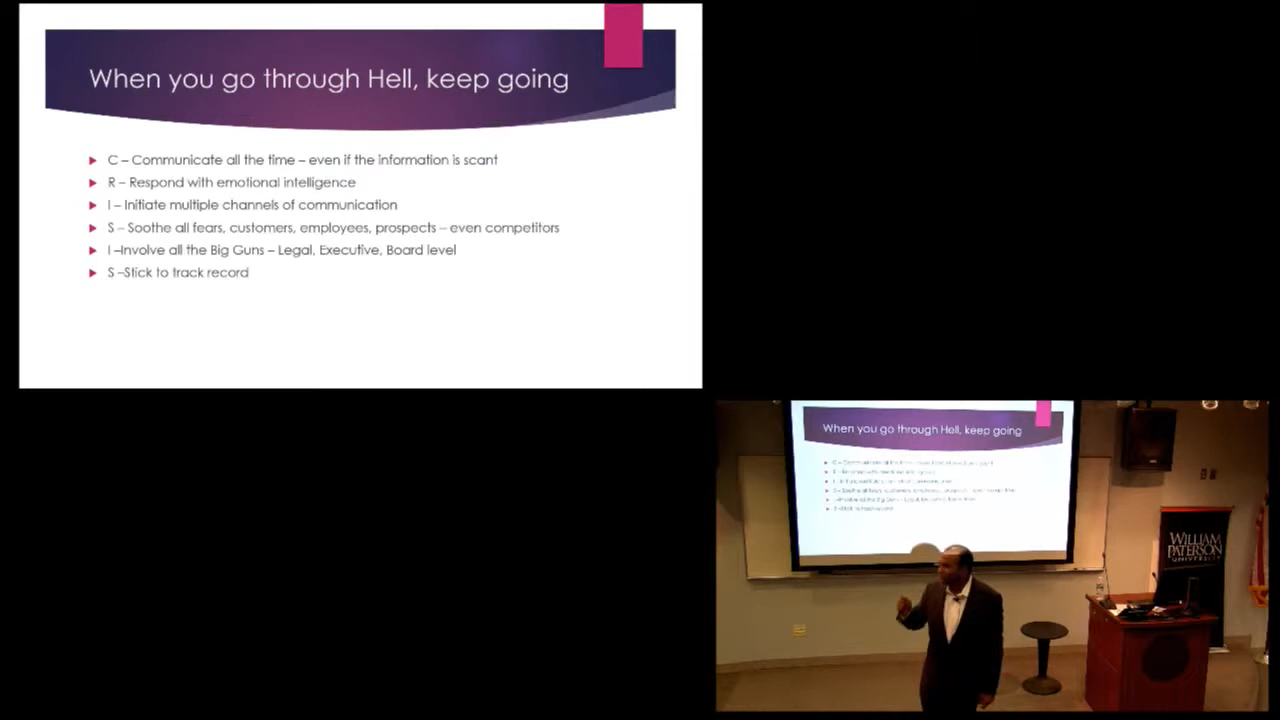 When you go through Hell, keep going
C – Communicate all the time – even if the information is scant
R – Respond with emotional intelligence
I – Initiate multiple channels of communication
S – Soothe all fears, customers, employees, prospects – even competitors
I –Involve all the Big Guns – Legal, Executive, Board level
S –Stick to track record
When you go through Hell, keep going
WILLIAM
PATERSON
UNIVERSITY